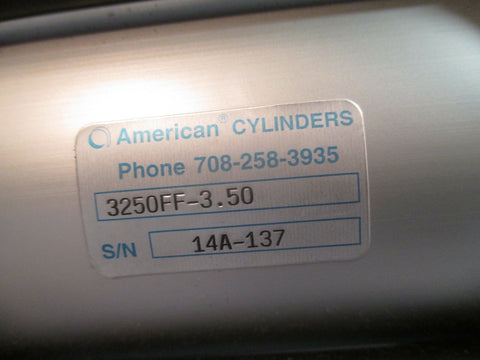 American® CYLINDERS
Phone 708-258-3935
3250FF-3.50
S/N 14A-137